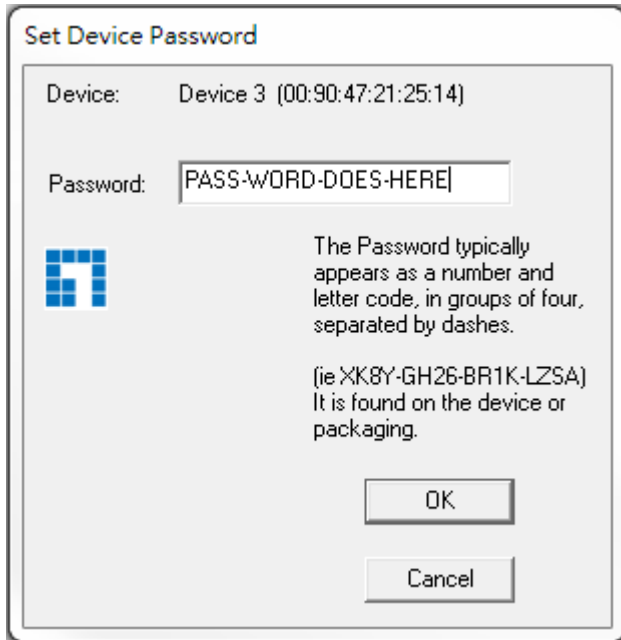 Set Device Password
Device: Device 3 (00:90:47:21:25:14)
Password: PASS-WORD-DOES-HERE
The Password typically
appears as a number and
letter code, in groups of four,
separated by dashes.
(ie XK8Y-GH26-BR1K-LZSA)
It is found on the device or
packaging.
OK
Cancel